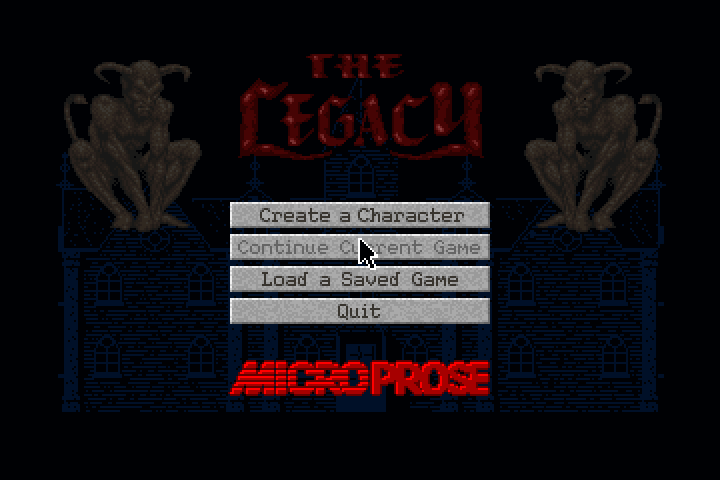 THE
LEGACY
Create a Character
Continue Current Game
Load a Saved Game
Quit
MICROPROSE